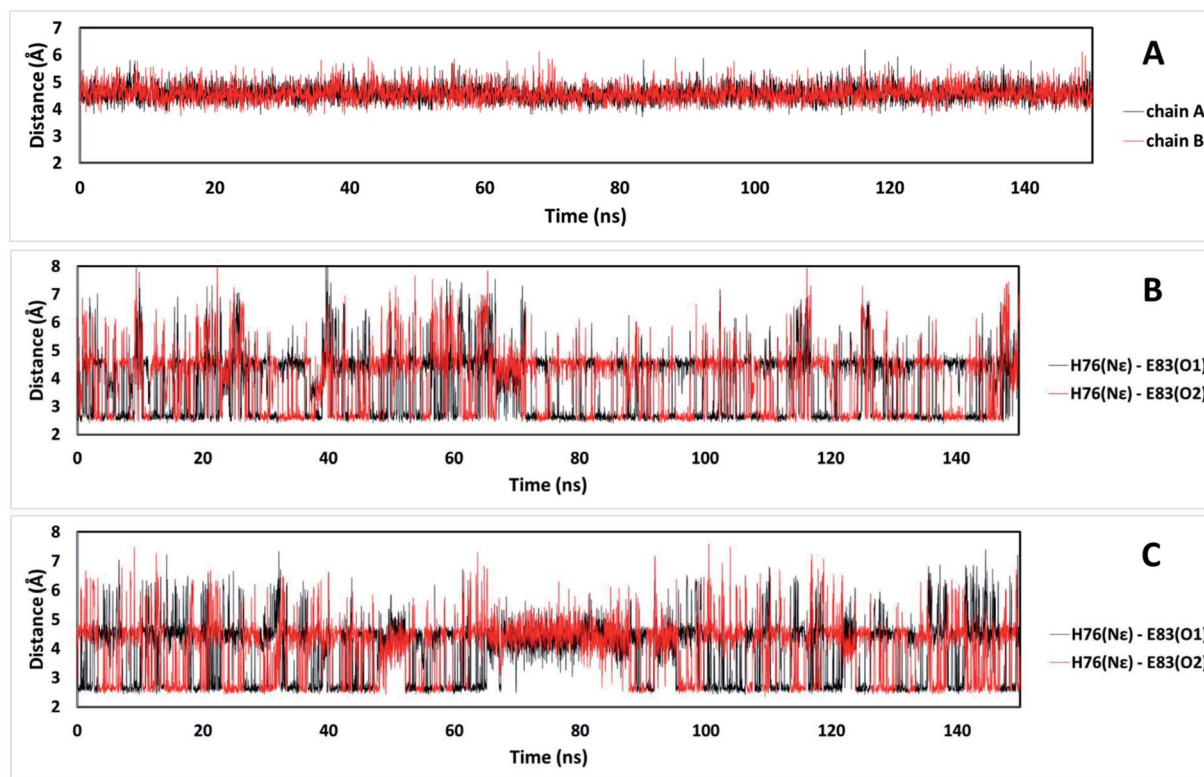 7
6
5
4
3
2
Distance (Å)
0 20 40 60 80 100 120 140
Time (ns)
A
chain A
chain B
8
7
6
5
4
3
2
Distance (Å)
0 20 40 60 80 100 120 140
Time (ns)
B
H76(Nε) - E83(O1)
H76(Nε) - E83(O2)
8
7
6
5
4
3
2
Distance (Å)
0 20 40 60 80 100 120 140
Time (ns)
C
H76(Nε) - E83(O1)
H76(Nε) - E83(O2)